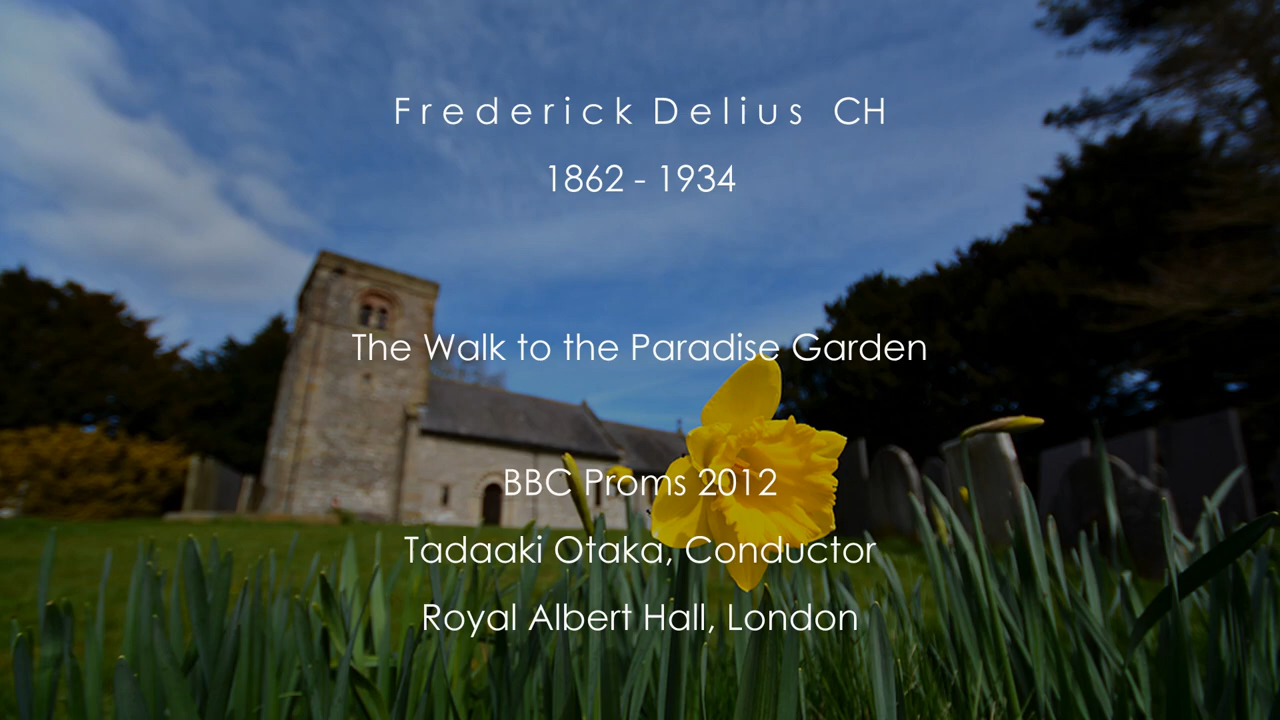 Frederick Delius CH
1862 - 1934
The Walk to the Paradise Garden
BBC Proms 2012
Tadaaki Otaka, Conductor
Royal Albert Hall, London